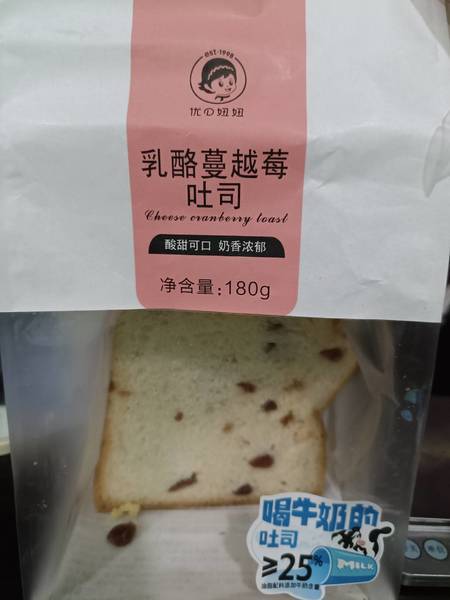 EST·1998
优の妞妞
乳酪蔓越莓
吐司
Cheese cranberry toast
酸甜可口 奶香浓郁
净含量:180g
喝牛奶的
吐司
≥25%
MILK